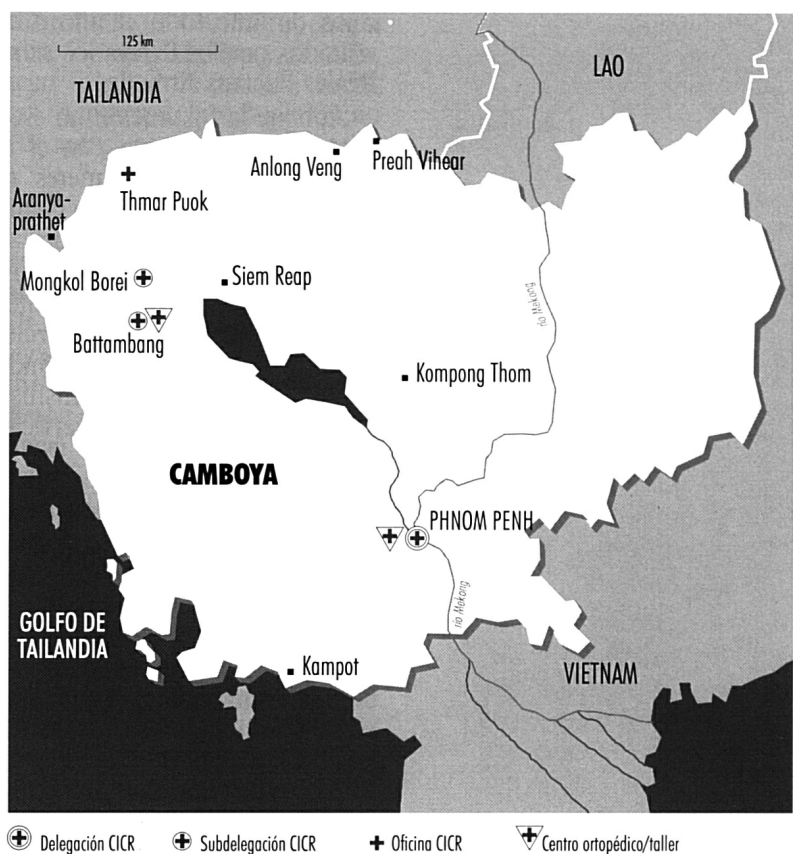 125 km
TAILANDIA
LAO
Anlong Veng
Preah Vihear
Thmar Puok
Aranya-
prathet
Mongkol Borei
Siem Reap
río Mekong
Battambang
Kompong Thom
CAMBOYA
PHNOM PENH
río Mekong
GOLFO DE
TAILANDIA
VIETNAM
Kampot
Delegación CICR
Subdelegación CICR
Oficina CICR
Centro ortopédico/taller